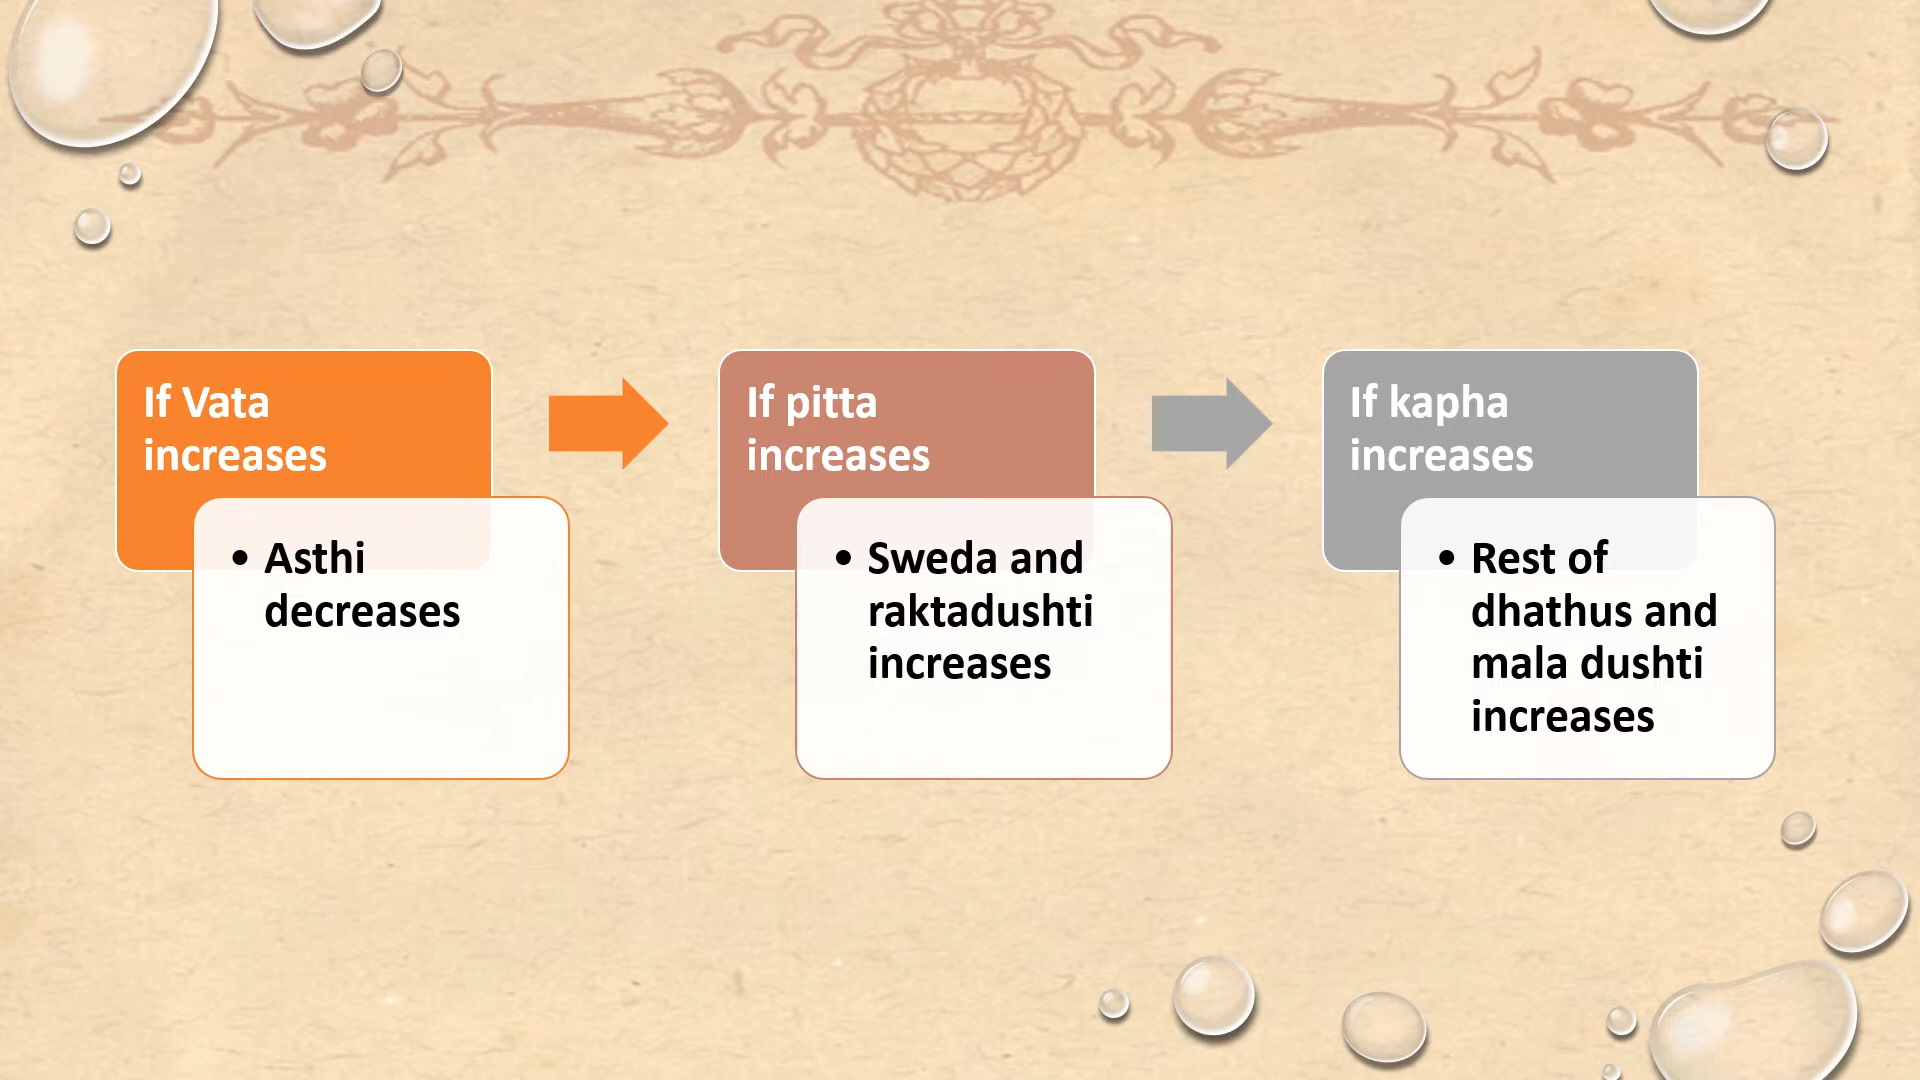 If Vata
increases
• Asthi
decreases
If pitta
increases
• Sweda and
raktadushti
increases
If kapha
increases
• Rest of
dhathus and
mala dushti
increases